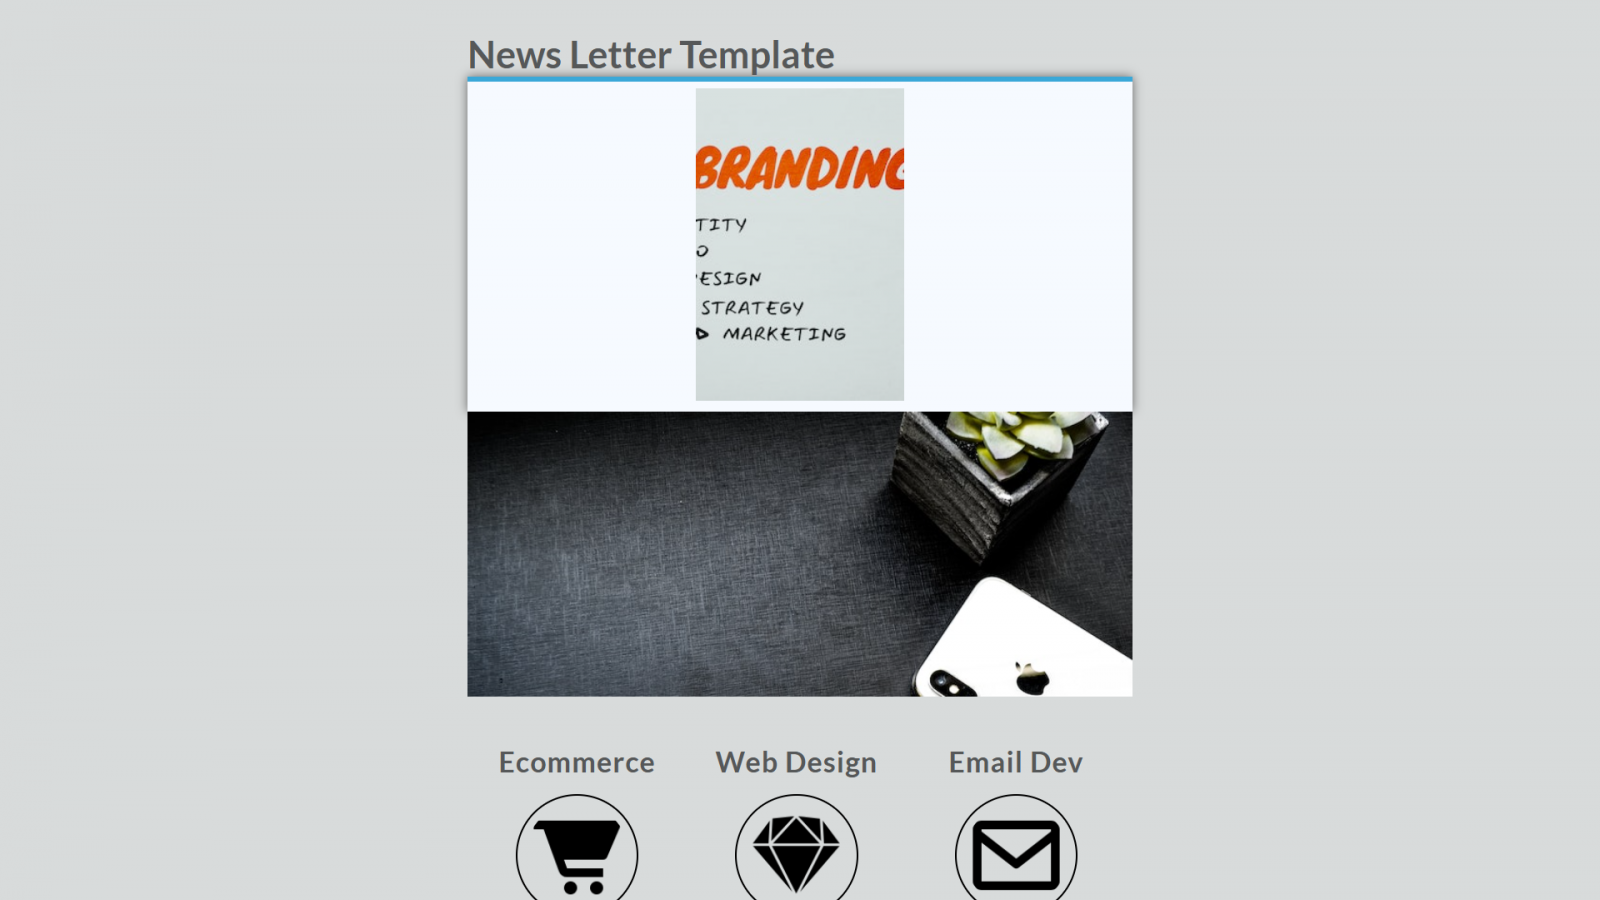 News Letter Template
BRANDING
TITY
O
ESIGN
STRATEGY
MARKETING
Ecommerce
Web Design
Email Dev